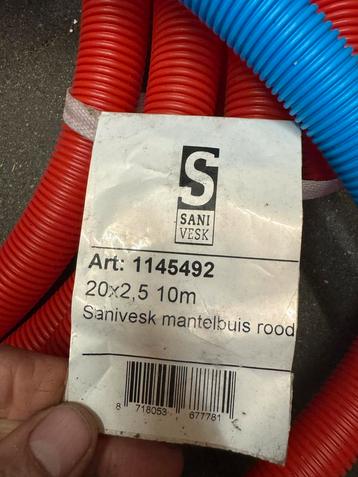 S
SANI
VESK
Art: 1145492
20x2,5 10m
Sanivesk mantelbuis rood
8 718053 677781